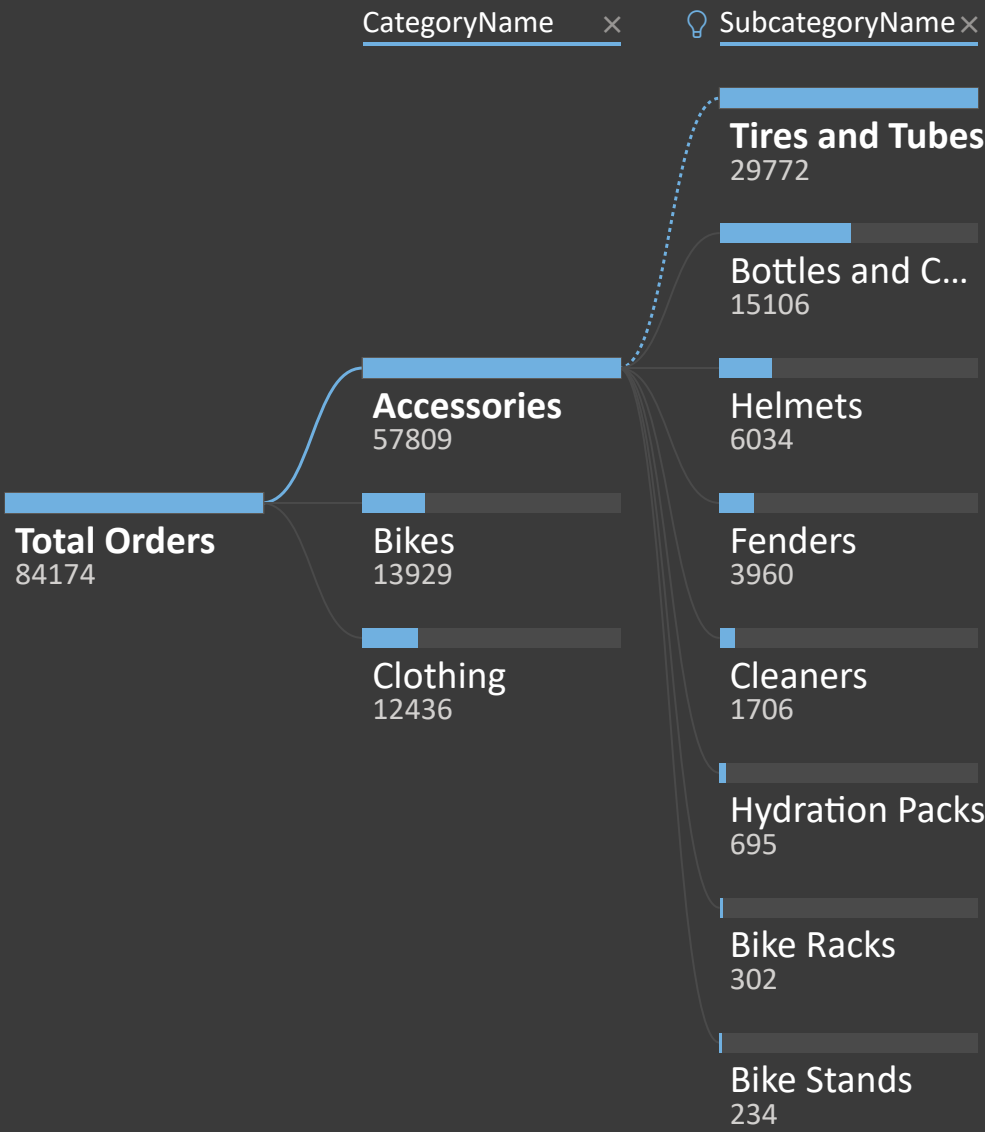 CategoryName ×
SubcategoryName ×
Total Orders
84174
Accessories
57809
Bikes
13929
Clothing
12436
Tires and Tubes
29772
Bottles and C...
15106
Helmets
6034
Fenders
3960
Cleaners
1706
Hydration Packs
695
Bike Racks
302
Bike Stands
234